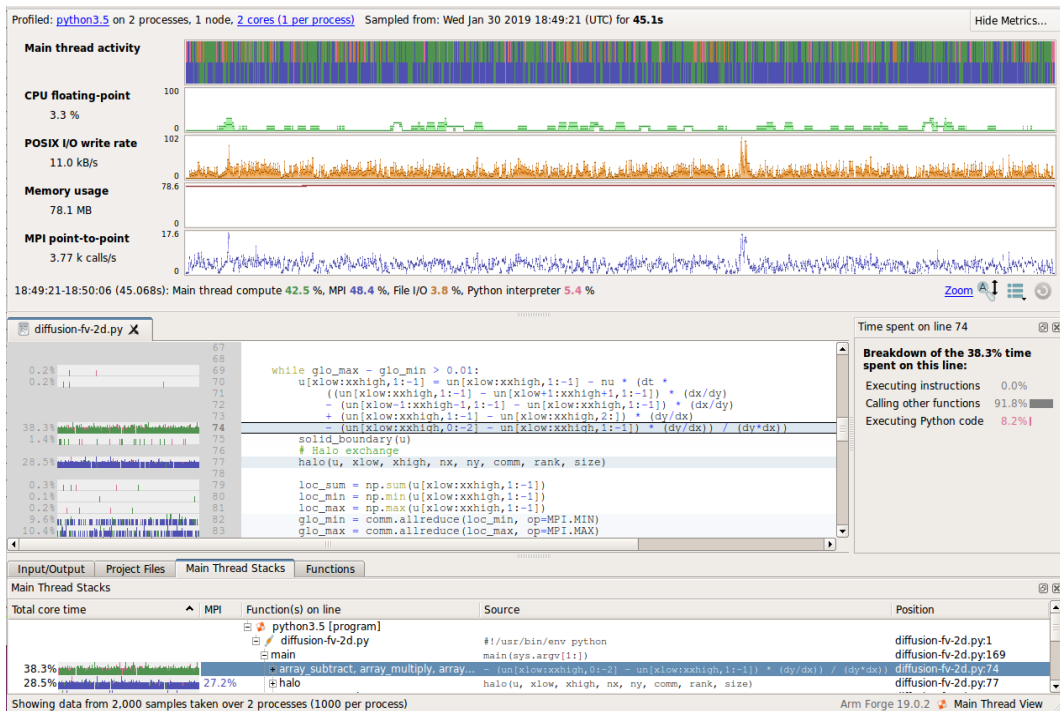 Profiled: python3.5 on 2 processes, 1 node, 2 cores (1 per process) Sampled from: Wed Jan 30 2019 18:49:21 (UTC) for 45.1s Hide Metrics...
Main thread activity
CPU floating-point
3.3 %
100
0
POSIX I/O write rate
11.0 kB/s
102
0
Memory usage
78.1 MB
78.6
0
MPI point-to-point
3.77 k calls/s
17.6
0
18:49:21-18:50:06 (45.068s): Main thread compute 42.5 %, MPI 48.4 %, File I/O 3.8 %, Python interpreter 5.4 % Zoom
diffusion-fv-2d.py
67
68
0.2% 69 while glo_max - glo_min > 0.01:
0.2% 70 u[xlow:xxhigh,1:-1] = un[xlow:xxhigh,1:-1] - nu * (dt *
71 ((un[xlow:xxhigh,1:-1] - un[xlow+1:xxhigh+1,1:-1]) * (dx/dy)
72 - (un[xlow-1:xxhigh-1,1:-1] - un[xlow:xxhigh,1:-1]) * (dx/dy)
73 + (un[xlow:xxhigh,1:-1] - un[xlow:xxhigh,2:]) * (dy/dx)
38.3% 74 - (un[xlow:xxhigh,0:-2] - un[xlow:xxhigh,1:-1]) * (dy/dx)) / (dy*dx))
1.4% 75 solid_boundary(u)
76 # Halo exchange
28.5% 77 halo(u, xlow, xxhigh, nx, ny, comm, rank, size)
78
0.3% 79 loc_sum = np.sum(u[xlow:xxhigh,1:-1])
0.1% 80 loc_min = np.min(u[xlow:xxhigh,1:-1])
0.2% 81 loc_max = np.max(u[xlow:xxhigh,1:-1])
9.6% 82 glo_min = comm.allreduce(loc_min, op=MPI.MIN)
10.4% 83 glo_max = comm.allreduce(loc_max, op=MPI.MAX)
Time spent on line 74
Breakdown of the 38.3% time
spent on this line:
Executing instructions 0.0%
Calling other functions 91.8%
Executing Python code 8.2%
Input/Output Project Files Main Thread Stacks Functions
Main Thread Stacks
Total core time MPI Function(s) on line Source Position
python3.5 [program]
diffusion-fv-2d.py #!/usr/bin/env python diffusion-fv-2d.py:1
main main(sys.argv[1:]) diffusion-fv-2d.py:169
38.3% array_subtract, array_multiply, array... - (un[xlow:xxhigh,0:-2] - un[xlow:xxhigh,1:-1]) * (dy/dx)) / (dy*dx)) diffusion-fv-2d.py:74
28.5% 27.2% halo halo(u, xlow, xxhigh, nx, ny, comm, rank, size) diffusion-fv-2d.py:77
Showing data from 2,000 samples taken over 2 processes (1000 per process) Arm Forge 19.0.2 Main Thread View